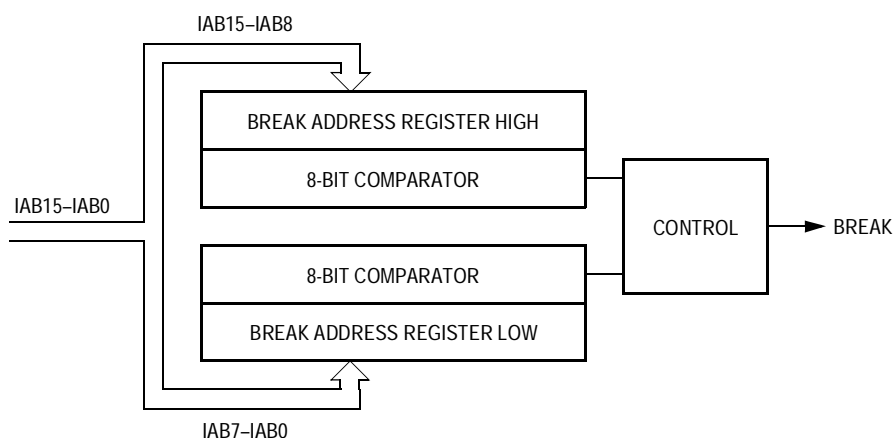 IAB15–IAB8
BREAK ADDRESS REGISTER HIGH
8-BIT COMPARATOR
IAB15–IAB0
CONTROL
BREAK
8-BIT COMPARATOR
BREAK ADDRESS REGISTER LOW
IAB7–IAB0